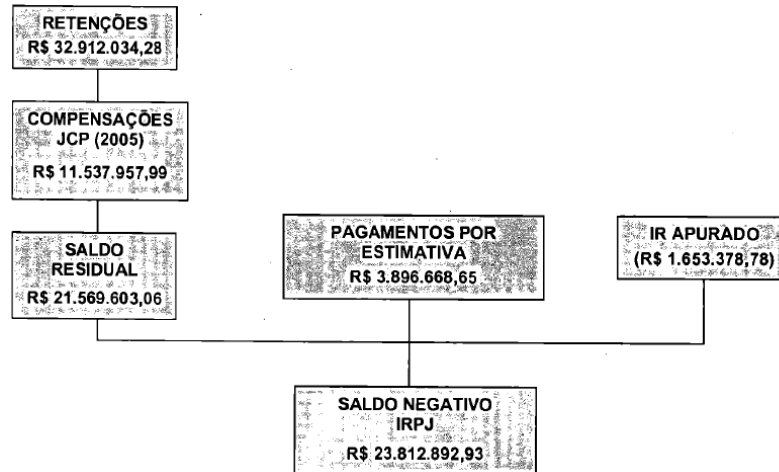 RETENÇÕES
R$ 32.912.034,28
COMPENSAÇÕES
JCP (2005)
R$ 11.537.957,99
SALDO
RESIDUAL
R$ 21.569.603,06
PAGAMENTOS POR
ESTIMATIVA
R$ 3.896.668,65
IR APURADO
(R$ 1.653.378,78)
SALDO NEGATIVO
IRPJ
R$ 23.812.892,93